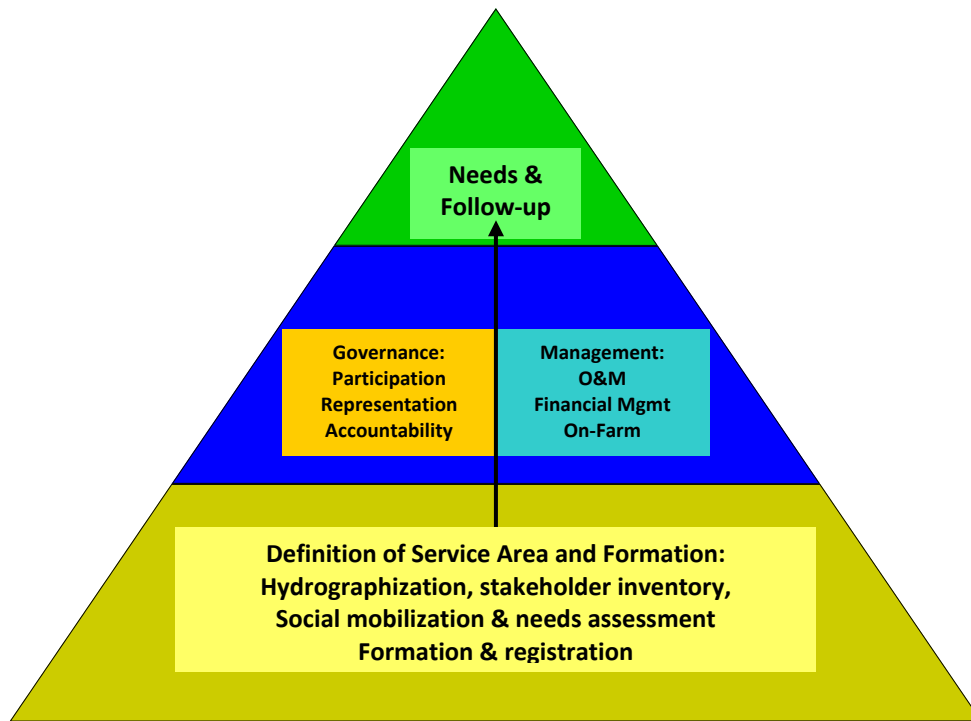 Needs &
Follow-up
Governance:
Participation
Representation
Accountability
Management:
O&M
Financial Mgmt
On-Farm
Definition of Service Area and Formation:
Hydrographization, stakeholder inventory,
Social mobilization & needs assessment
Formation & registration